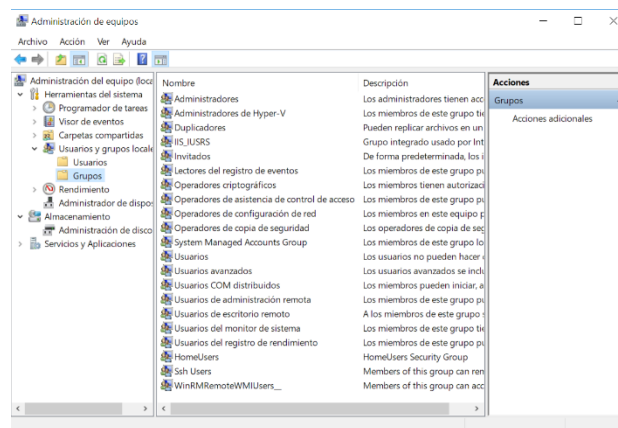 Administración de equipos
Archivo Acción Ver Ayuda
Administración del equipo (loca
Herramientas del sistema
Programador de tareas
Visor de eventos
Carpetas compartidas
Usuarios y grupos locale
Usuarios
Grupos
Rendimiento
Administrador de dispo
Almacenamiento
Administración de disco
Servicios y Aplicaciones
Nombre Descripción
Administradores Los administradores tienen acc
Administradores de Hyper-V Los miembros de este grupo tie
Duplicadores Pueden replicar archivos en un
IIS_IUSRS Grupo integrado usado por Int
Invitados De forma predeterminada, los i
Lectores del registro de eventos Los miembros de este grupo pu
Operadores criptográficos Los miembros tienen autorizaci
Operadores de asistencia de control de acceso Los miembros de este grupo pu
Operadores de configuración de red Los miembros en este equipo p
Operadores de copia de seguridad Los operadores de copia de seg
System Managed Accounts Group Los miembros de este grupo lo
Usuarios Los usuarios no pueden hacer
Usuarios avanzados Los usuarios avanzados se inclu
Usuarios COM distribuidos Los miembros pueden iniciar, a
Usuarios de administración remota Los miembros de este grupo pu
Usuarios de escritorio remoto A los miembros de este grupo s
Usuarios del monitor de sistema Los miembros de este grupo tie
Usuarios del registro de rendimiento Los miembros de este grupo pu
HomeUsers HomeUsers Security Group
Ssh Users Members of this group can ren
WinRMRemoteWMIUsers__ Members of this group can acc
Acciones
Grupos
Acciones adicionales